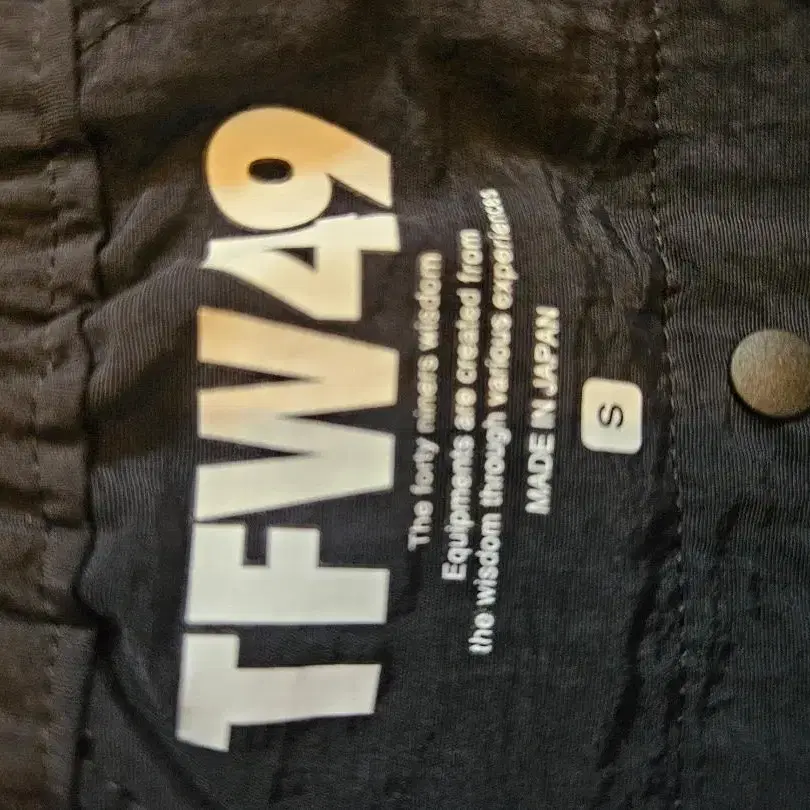 TFW49
The forty niners wisdom
Equipments are created from
the wisdom through various experiences
MADE IN JAPAN
S